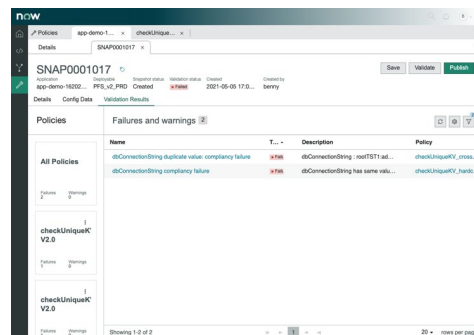 now
Policies
app-demo-1...
checkUnique...
Details
SNAP0001017
SNAP0001017
Save
Validate
Publish
Application
Deployable
Snapshot status
Validation status
Created
Created by
app-demo-16202...
PFS_v2_PRD
Created
Failed
2021-05-05 17:0...
benny
Details
Config Data
Validation Results
Policies
Failures and warnings 2
Name
T...
Description
Policy
dbConnectionString duplicate value: compliancy failure
Fail
dbConnectionString : rootTST1:ad...
checkUniqueKV_cross.
dbConnectionString compliancy failure
Fail
dbConnectionString has same valu...
checkUniqueKV_hardc
All Policies
Failures
Warnings
2
0
checkUniqueK'
V2.0
Failures
Warnings
1
0
checkUniqueK'
V2.0
Failures
Warnings
Showing 1-2 of 2
1
20
rows per pag